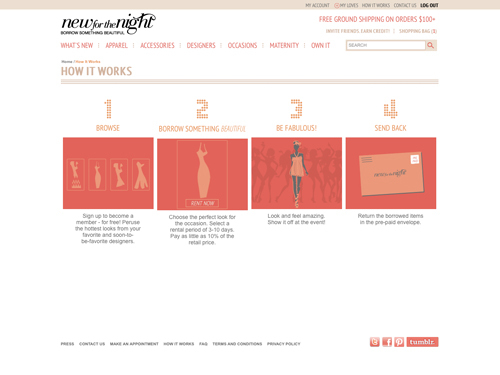 MY ACCOUNT MY LOVES CONTACT US LOG OUT
new for the night
BORROW SOMETHING BEAUTIFUL
FREE GROUND SHIPPING ON ORDERS $100+
INVITE FRIENDS, EARN CREDIT! SHOPPING BAG
WHAT'S NEW APPAREL ACCESSORIES DESIGNERS OCCASIONS MATERNITY OWN IT
SEARCH
Home / How It Works
HOW IT WORKS
1
BROWSE
Sign up to become a
member - for free! Peruse
the hottest looks from your
favorite and soon-to-
be-favorite designers.
2
BORROW SOMETHING BEAUTIFUL
RENT NOW
Choose the perfect look for
the occasion. Select a
rental period of 3-10 days.
Pay as little as 10% of the
retail price.
3
BE FABULOUS!
Look and feel amazing.
Show it off at the event!
4
SEND BACK
new for the night
Return the borrowed items
in the pre-paid envelope.
PRESS CONTACT US MAKE AN APPOINTMENT HOW IT WORKS FAQ TERMS AND CONDITIONS PRIVACY POLICY
tumblr.